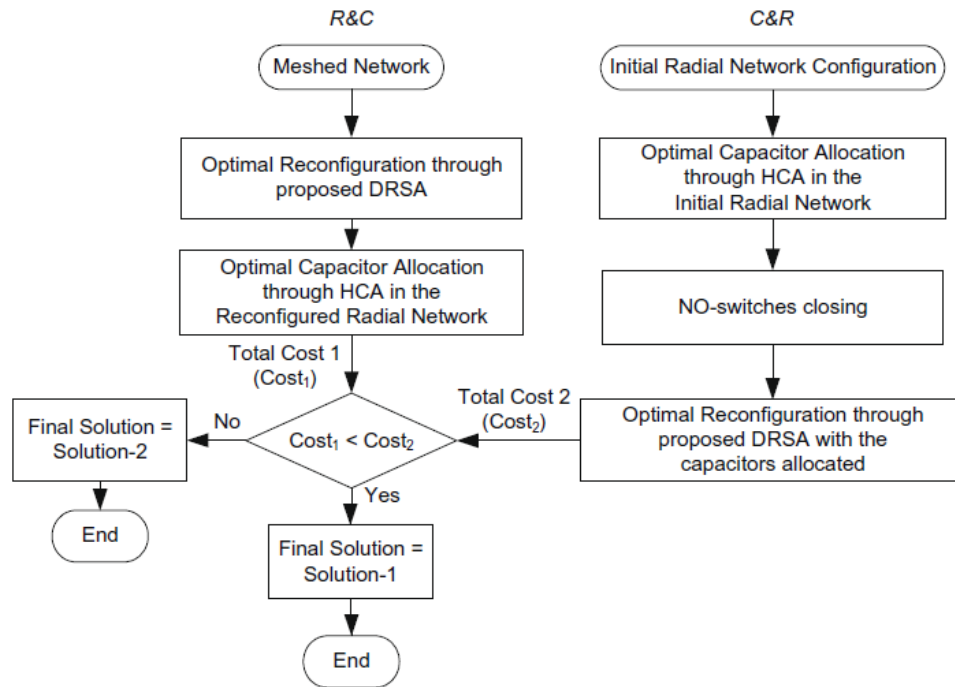 R&C
C&R
Meshed Network
Initial Radial Network Configuration
Optimal Reconfiguration through
proposed DRSA
Optimal Capacitor Allocation
through HCA in the
Initial Radial Network
Optimal Capacitor Allocation
through HCA in the
Reconfigured Radial Network
NO-switches closing
Total Cost 1
(Cost₁)
Total Cost 2
(Cost₂)
Optimal Reconfiguration through
proposed DRSA with the
capacitors allocated
Cost₁ < Cost₂
No
Final Solution =
Solution-2
End
Yes
Final Solution =
Solution-1
End